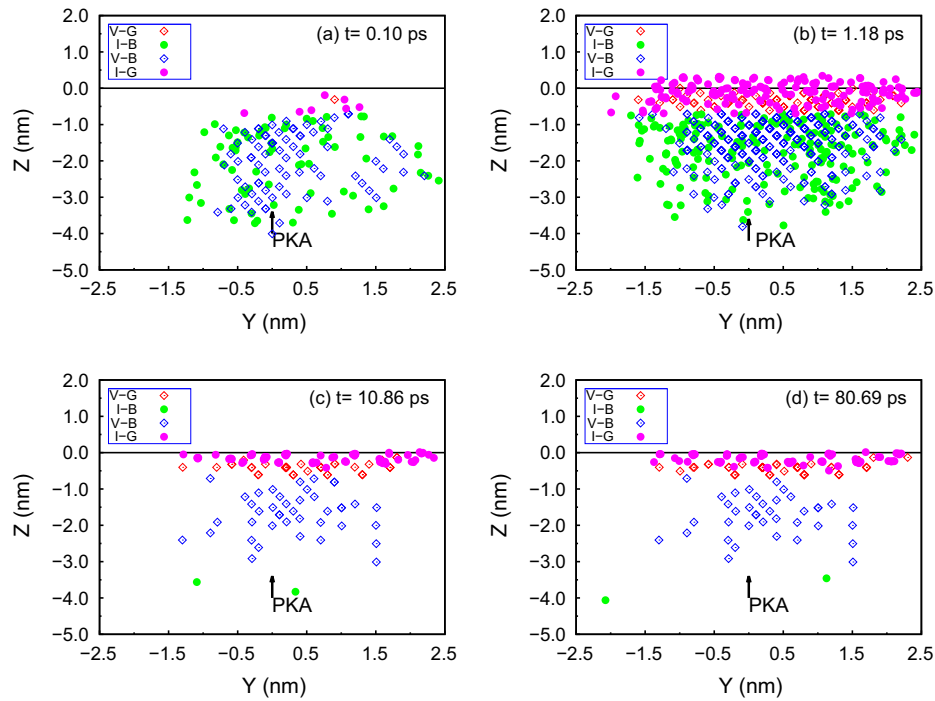 (a) t= 0.10 ps
V−G
I−B
V−B
I−G
2.0
1.0
0.0
−1.0
−2.0
−3.0
−4.0
−5.0
Z (nm)
PKA
−2.5 −1.5 −0.5 0.5 1.5 2.5
Y (nm)
(b) t= 1.18 ps
V−G
I−B
V−B
I−G
2.0
1.0
0.0
−1.0
−2.0
−3.0
−4.0
−5.0
Z (nm)
PKA
−2.5 −1.5 −0.5 0.5 1.5 2.5
Y (nm)
(c) t= 10.86 ps
V−G
I−B
V−B
I−G
2.0
1.0
0.0
−1.0
−2.0
−3.0
−4.0
−5.0
Z (nm)
PKA
−2.5 −1.5 −0.5 0.5 1.5 2.5
Y (nm)
(d) t= 80.69 ps
V−G
I−B
V−B
I−G
2.0
1.0
0.0
−1.0
−2.0
−3.0
−4.0
−5.0
Z (nm)
PKA
−2.5 −1.5 −0.5 0.5 1.5 2.5
Y (nm)